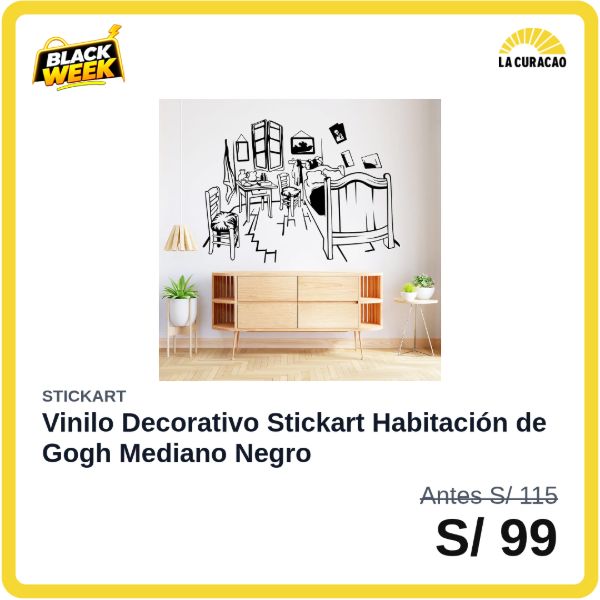 BLACK
WEEK
LA CURACAO
STICKART
Vinilo Decorativo Stickart Habitación de
Gogh Mediano Negro
Antes S/ 115
S/ 99